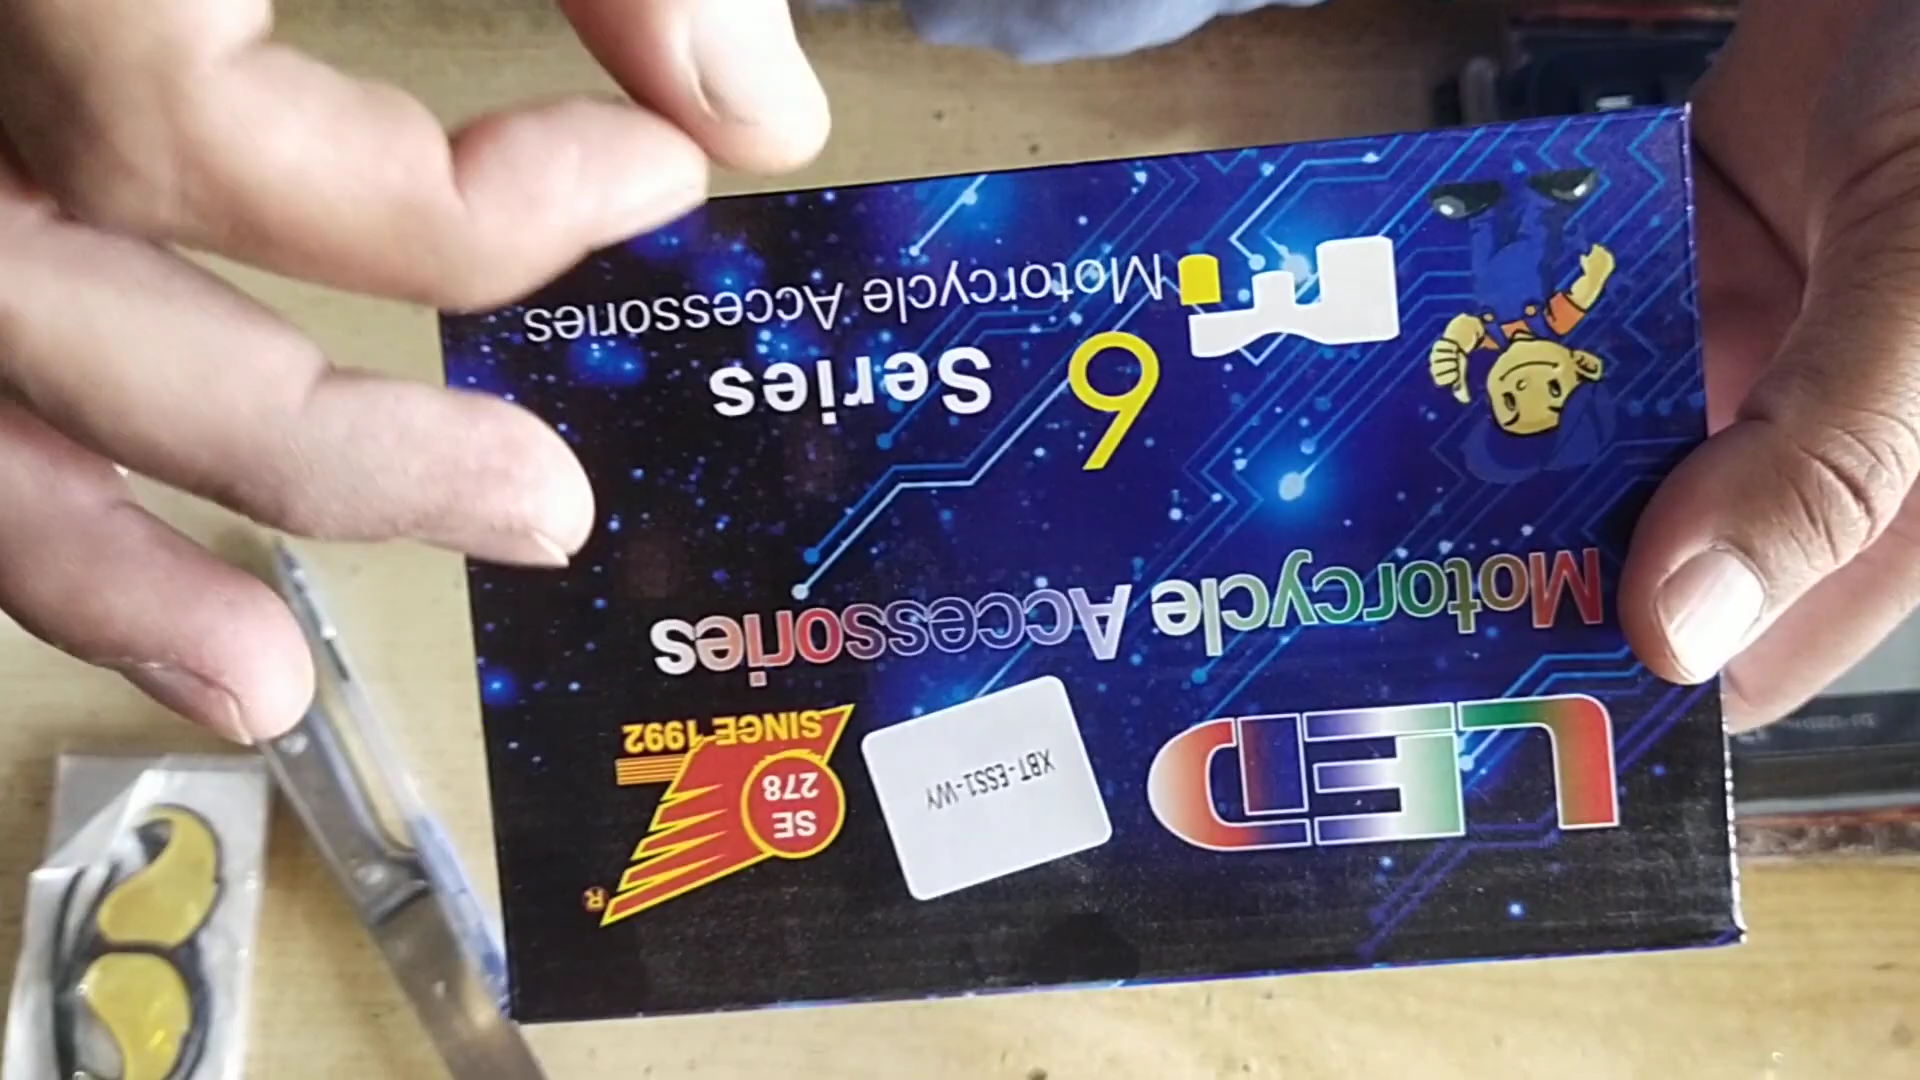 LED
XBT-ESS1-WY
SE
278
SINCE 1992
®
Motorcycle Accessories
6 Series
Motorcycle Accessories